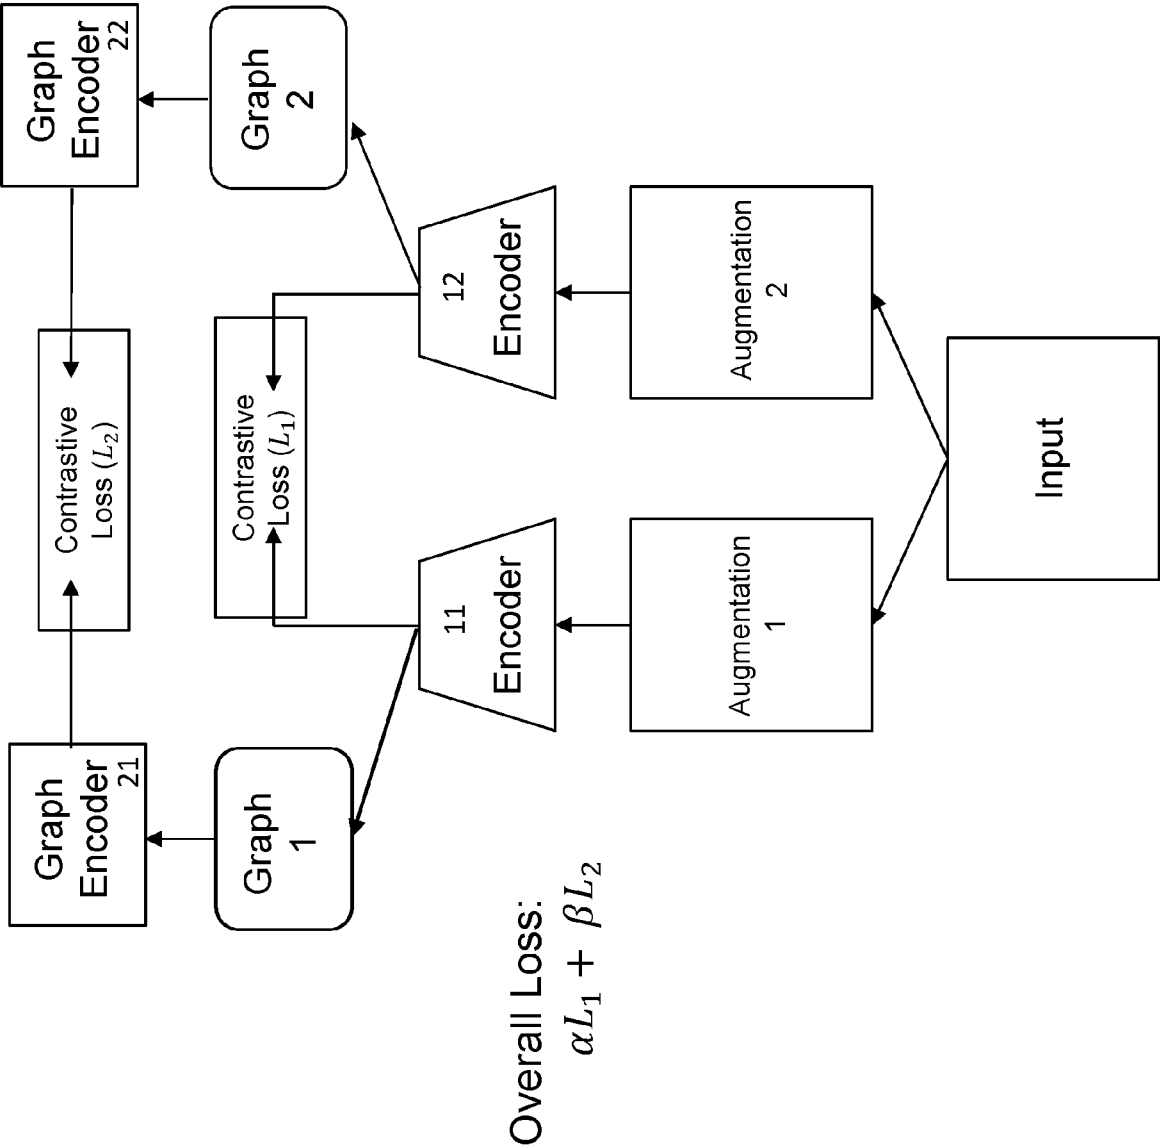 Graph
Encoder
21
Contrastive
Loss (L₂)
Graph
Encoder
22
Graph
1
Contrastive
Loss (L₁)
Graph
2
11
Encoder
12
Encoder
Overall Loss:
αL₁ + βL₂
Augmentation
1
Augmentation
2
Input